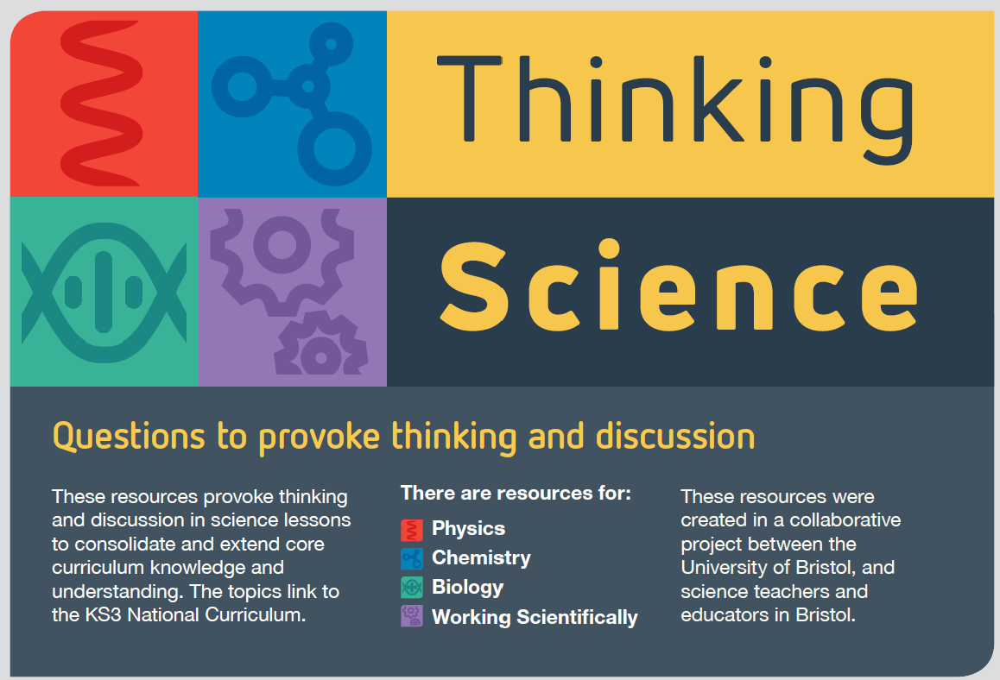 Thinking
Science
Questions to provoke thinking and discussion
These resources provoke thinking
and discussion in science lessons
to consolidate and extend core
curriculum knowledge and
understanding. The topics link to
the KS3 National Curriculum.
There are resources for:
Physics
Chemistry
Biology
Working Scientifically
These resources were
created in a collaborative
project between the
University of Bristol, and
science teachers and
educators in Bristol.